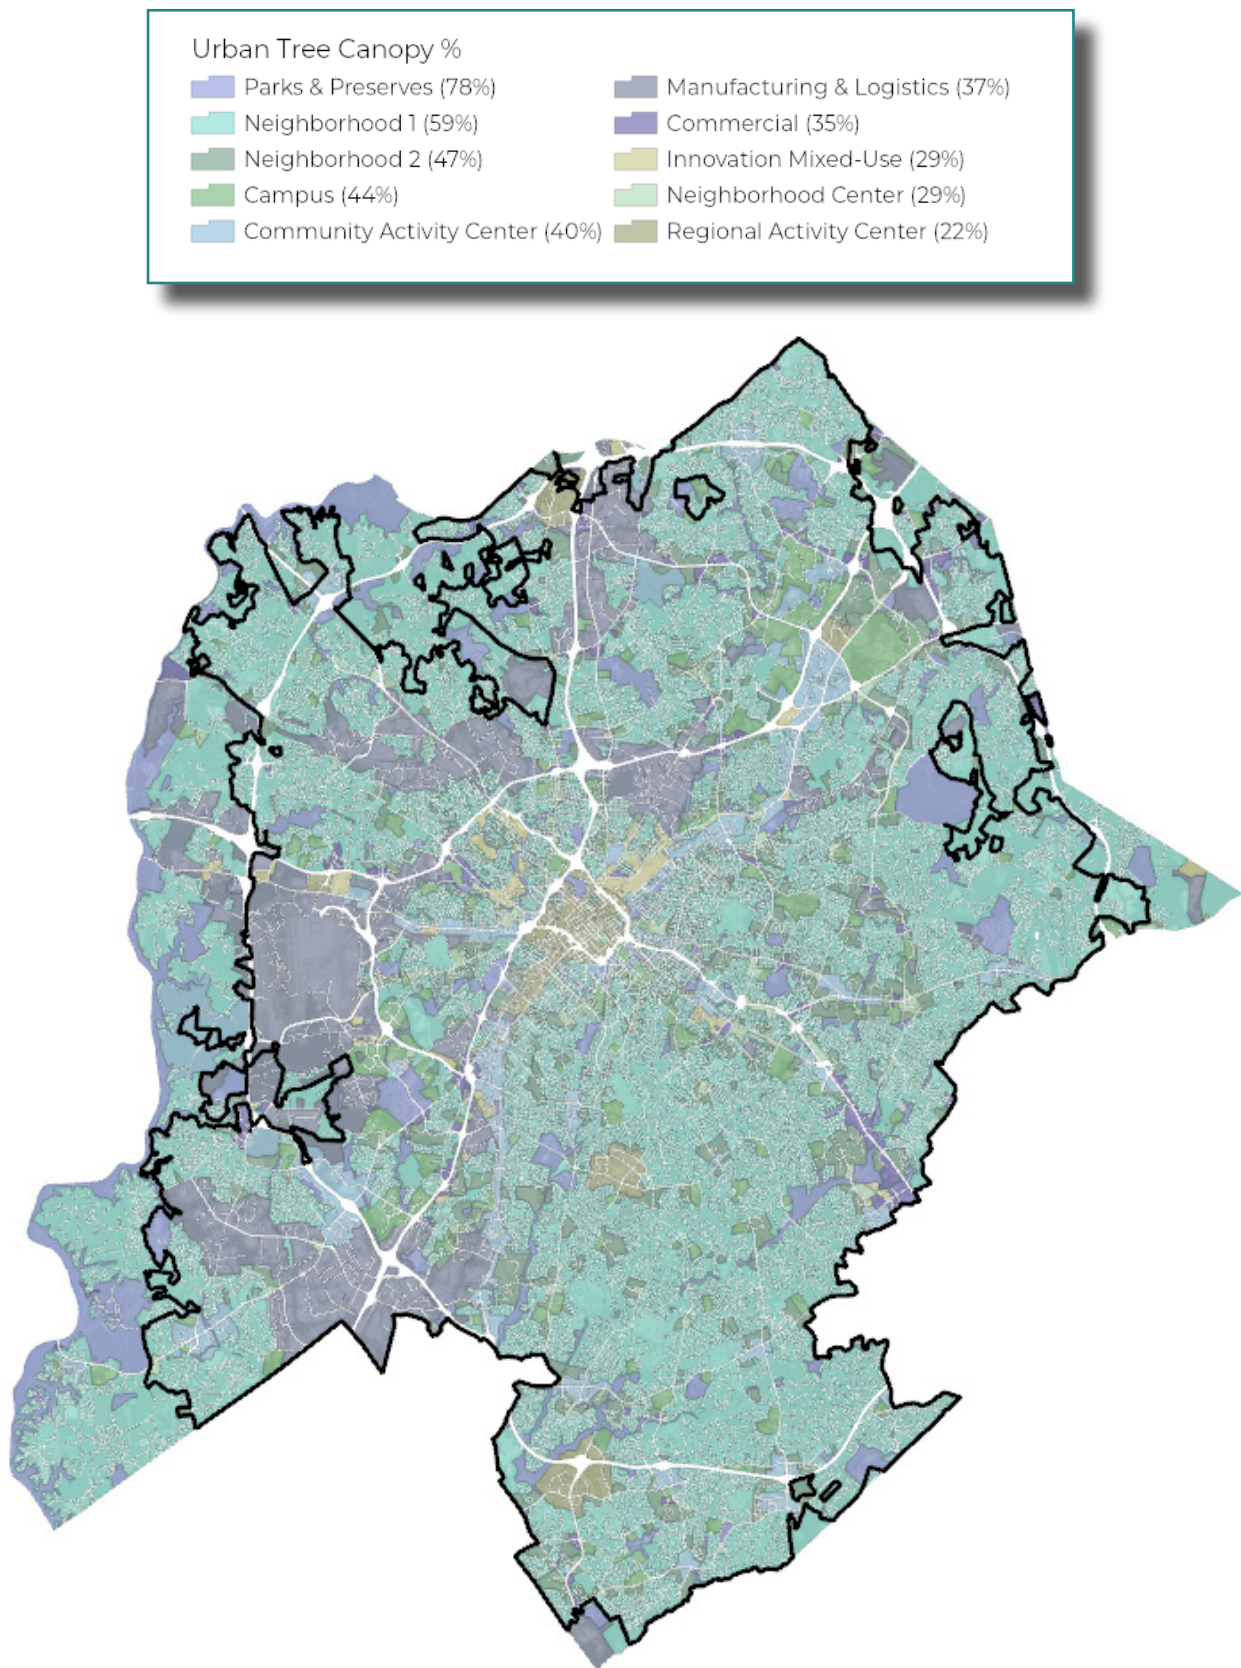 Urban Tree Canopy %
Parks & Preserves (78%)
Neighborhood 1 (59%)
Neighborhood 2 (47%)
Campus (44%)
Community Activity Center (40%)
Manufacturing & Logistics (37%)
Commercial (35%)
Innovation Mixed-Use (29%)
Neighborhood Center (29%)
Regional Activity Center (22%)